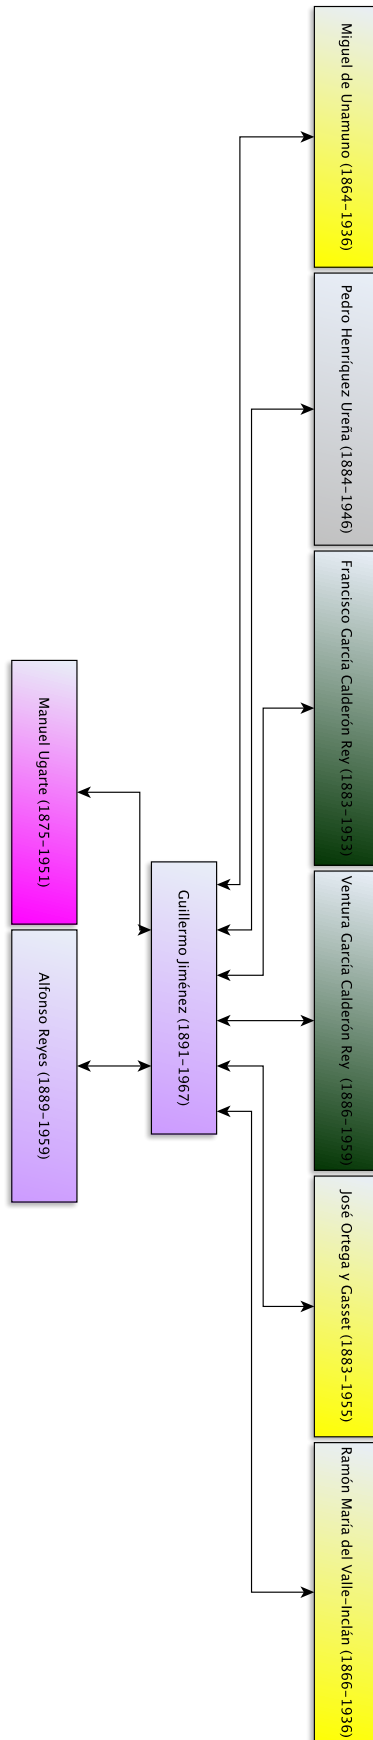 Miguel de Unamuno (1864-1936)
Pedro Henríquez Ureña (1884-1946)
Francisco García Calderón Rey (1883-1953)
Ventura García Calderón Rey (1886-1959)
José Ortega y Gasset (1883-1955)
Ramón María del Valle-Inclán (1866-1936)
Guillermo Jiménez (1891-1967)
Manuel Ugarte (1875-1951)
Alfonso Reyes (1889-1959)